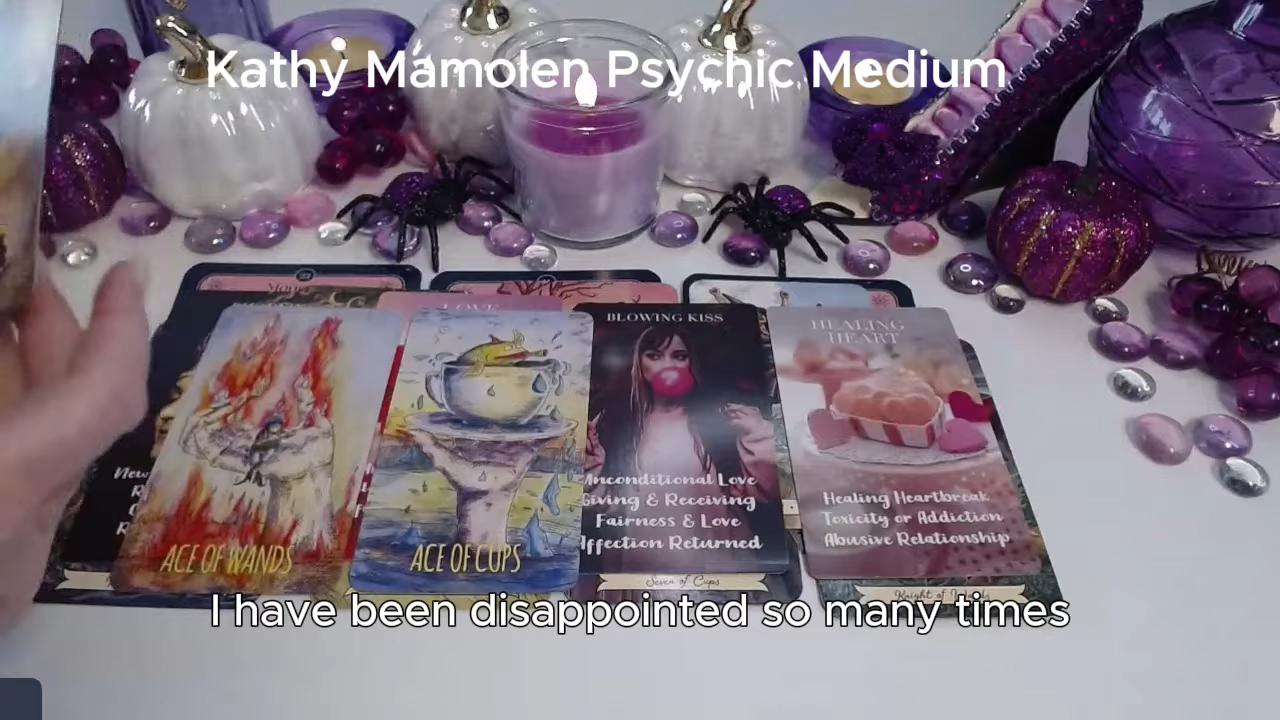 Kathy Mamolen Psychic Medium
LOVE
BLOWING KISS
HEALING
HEART
Unconditional Love
Giving & Receiving
Fairness & Love
Affection Returned
Healing Heartbreak
Toxicity or Addiction
Abusive Relationship
ACE OF WANDS
ACE OF CUPS
Seven of Cups
Knight of
I have been disappointed so many times